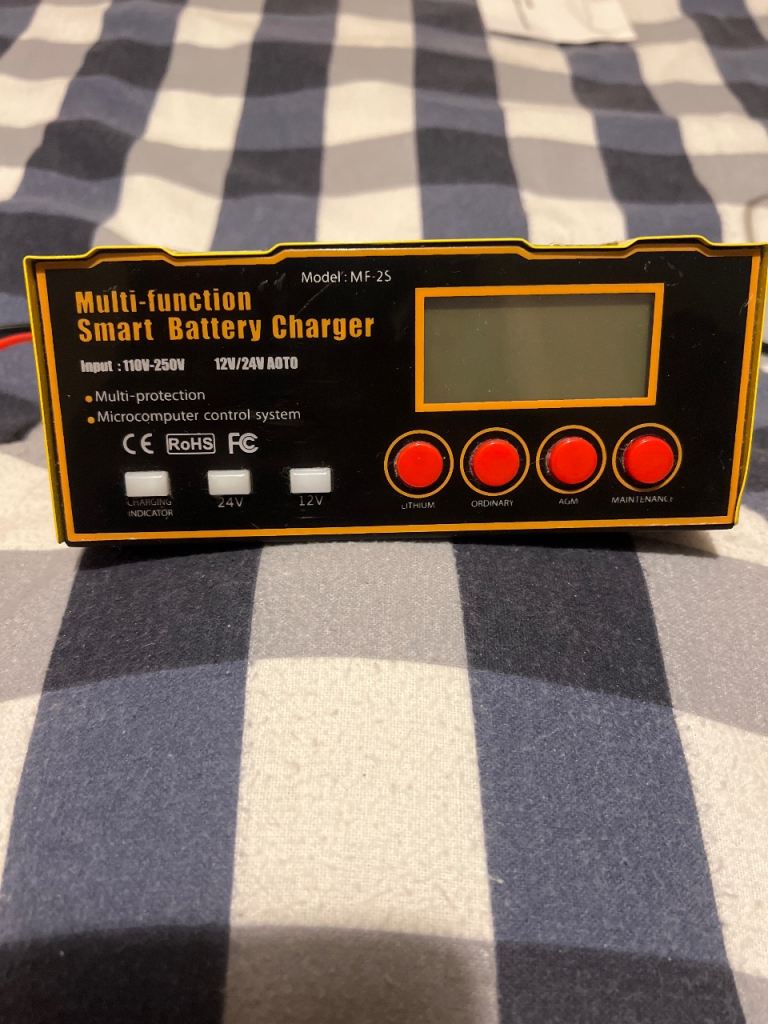 Model : MF-2S
Multi-function
Smart Battery Charger
Input : 110V-250V 12V/24V AOTO
•Multi-protection
•Microcomputer control system
CE RoHS FC
CHARGING
INDICATOR
24V
12V
LITHIUM
ORDINARY
AGM
MAINTENANCE